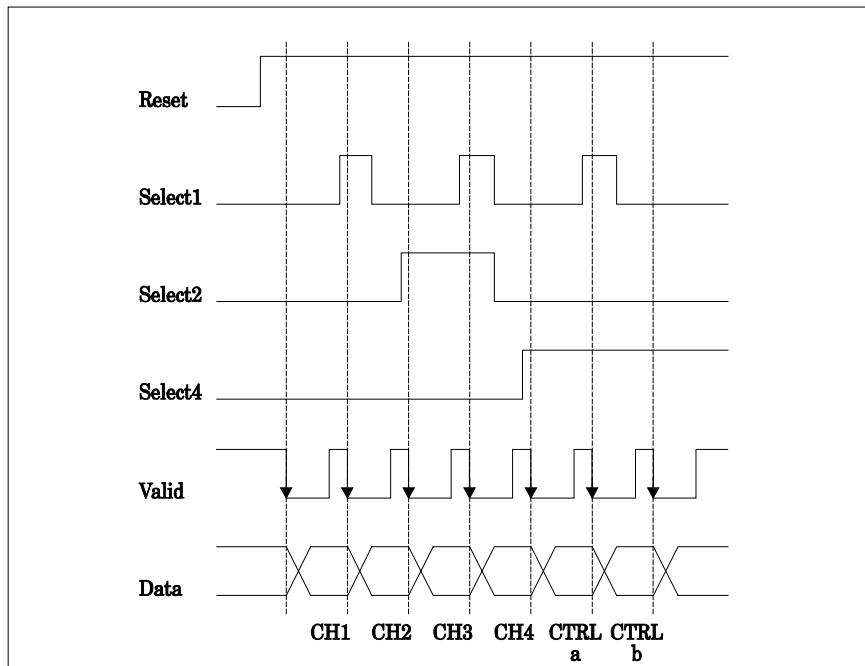 Reset
Select1
Select2
Select4
Valid
Data
CH1 CH2 CH3 CH4 CTRL CTRL
a b